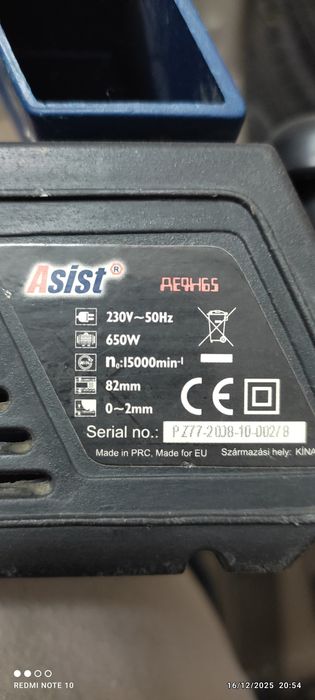 Asist®
AE9H65
230V~50Hz
650W
n₀:15000min⁻¹
82mm
0~2mm
CE
Serial no.: PZ77-2008-10-00278
Made in PRC, Made for EU Származási hely: KÍNA
REDMI NOTE 10
16/12/2025 20:54